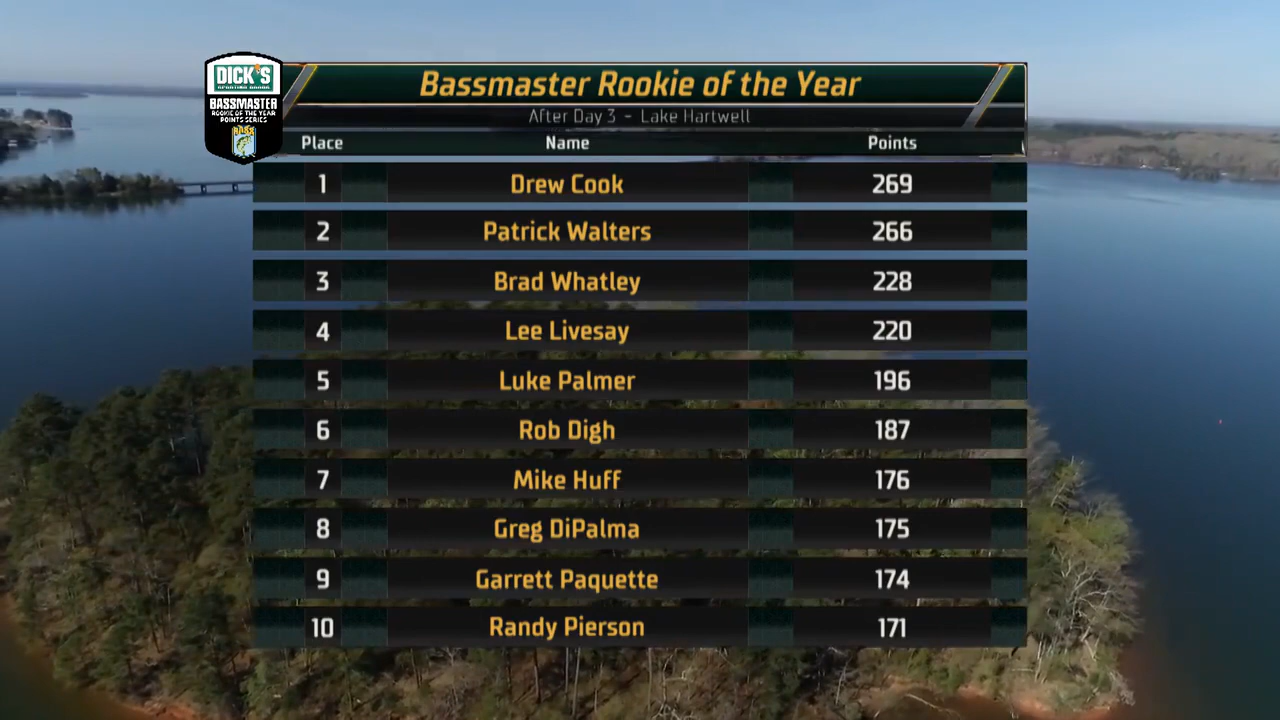 DICK'S
SPORTING GOODS
BASSMASTER
ROOKIE OF THE YEAR
POINTS SERIES
BASS
Bassmaster Rookie of the Year
After Day 3 - Lake Hartwell
Place Name Points
1 Drew Cook 269
2 Patrick Walters 266
3 Brad Whatley 228
4 Lee Livesay 220
5 Luke Palmer 196
6 Rob Digh 187
7 Mike Huff 176
8 Greg DiPalma 175
9 Garrett Paquette 174
10 Randy Pierson 171